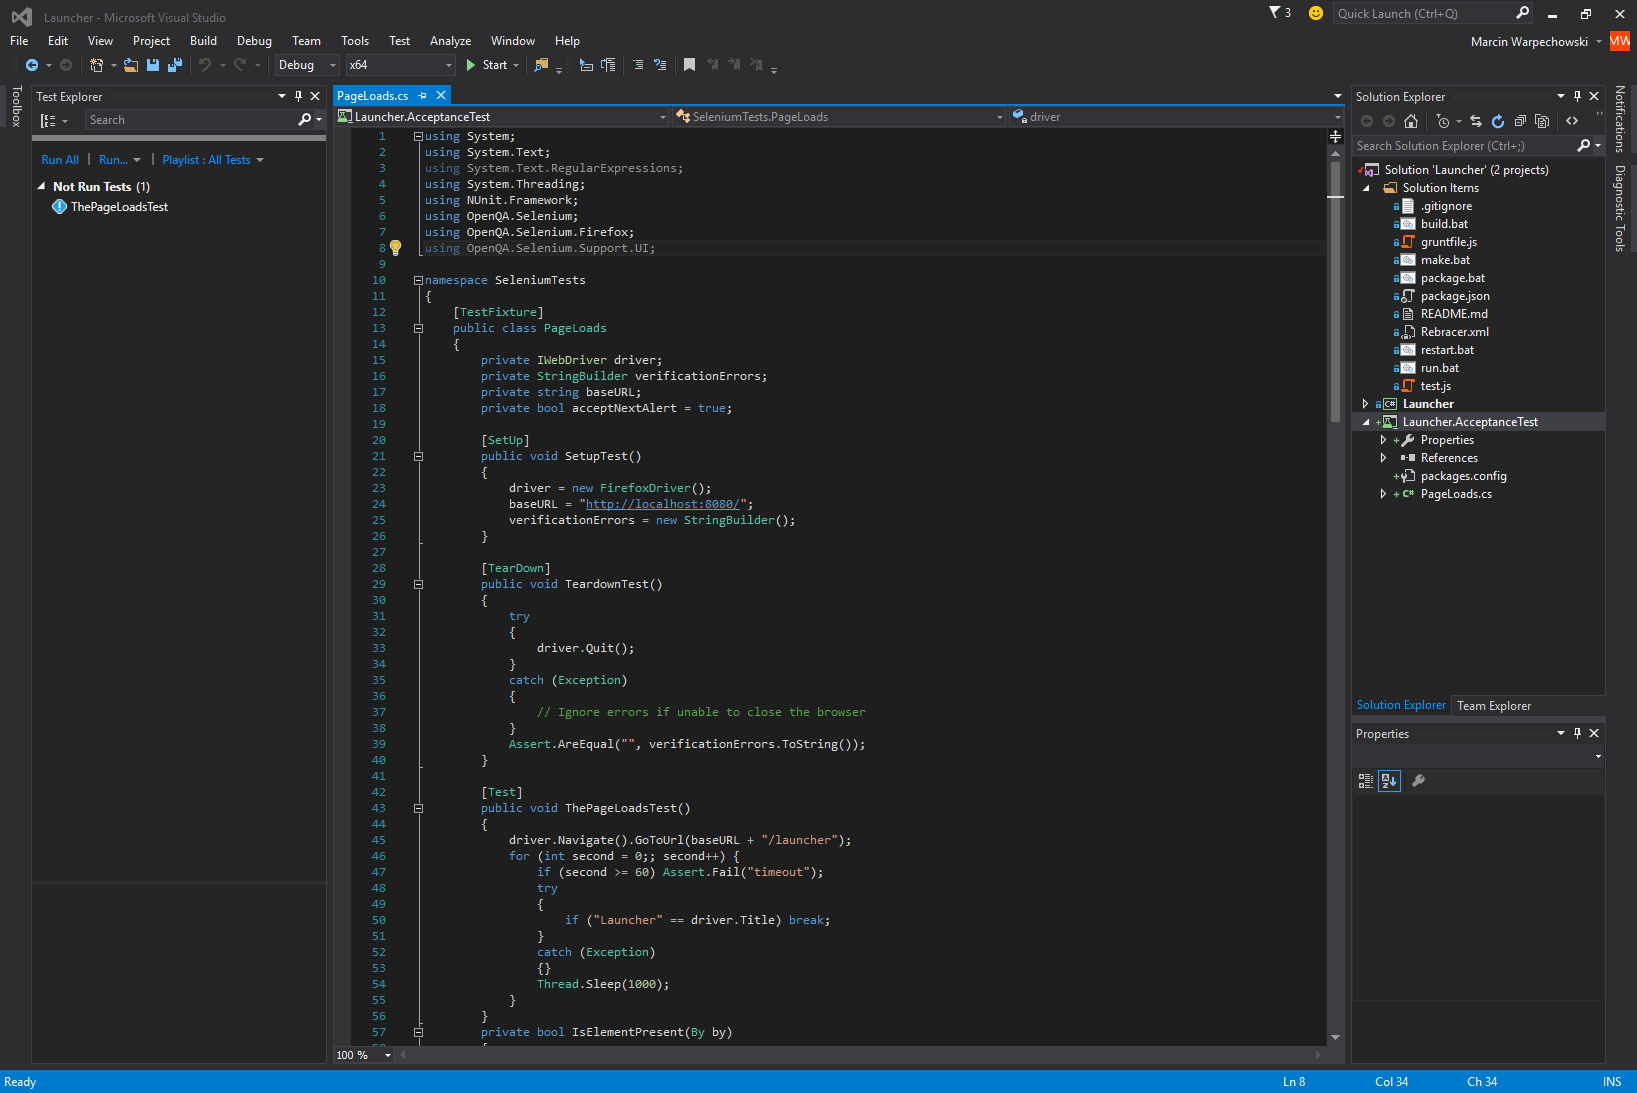 Launcher - Microsoft Visual Studio
3
Quick Launch (Ctrl+Q)
File Edit View Project Build Debug Team Tools Test Analyze Window Help
Marcin Warpechowski MW
Debug x64 Start
Toolbox
Test Explorer
Search
Run All | Run... | Playlist : All Tests
Not Run Tests (1)
ThePageLoadsTest
PageLoads.cs
Launcher.AcceptanceTest SeleniumTests.PageLoads driver
1 using System;
2 using System.Text;
3 using System.Text.RegularExpressions;
4 using System.Threading;
5 using NUnit.Framework;
6 using OpenQA.Selenium;
7 using OpenQA.Selenium.Firefox;
8 using OpenQA.Selenium.Support.UI;
9
10 namespace SeleniumTests
11 {
12 [TestFixture]
13 public class PageLoads
14 {
15 private IWebDriver driver;
16 private StringBuilder verificationErrors;
17 private string baseURL;
18 private bool acceptNextAlert = true;
19
20 [SetUp]
21 public void SetupTest()
22 {
23 driver = new FirefoxDriver();
24 baseURL = "http://localhost:8080/";
25 verificationErrors = new StringBuilder();
26 }
27
28 [TearDown]
29 public void TeardownTest()
30 {
31 try
32 {
33 driver.Quit();
34 }
35 catch (Exception)
36 {
37 // Ignore errors if unable to close the browser
38 }
39 Assert.AreEqual("", verificationErrors.ToString());
40 }
41
42 [Test]
43 public void ThePageLoadsTest()
44 {
45 driver.Navigate().GoToUrl(baseURL + "/launcher");
46 for (int second = 0;; second++) {
47 if (second >= 60) Assert.Fail("timeout");
48 try
49 {
50 if ("Launcher" == driver.Title) break;
51 }
52 catch (Exception)
53 {}
54 Thread.Sleep(1000);
55 }
56 }
57 private bool IsElementPresent(By by)
100 %
Solution Explorer
Search Solution Explorer (Ctrl+;)
Solution 'Launcher' (2 projects)
Solution Items
.gitignore
build.bat
gruntfile.js
make.bat
package.bat
package.json
README.md
Rebracer.xml
restart.bat
run.bat
test.js
C# Launcher
Launcher.AcceptanceTest
Properties
References
packages.config
C# PageLoads.cs
Solution Explorer Team Explorer
Properties
Notifications
Diagnostic Tools
Ready Ln 8 Col 34 Ch 34 INS